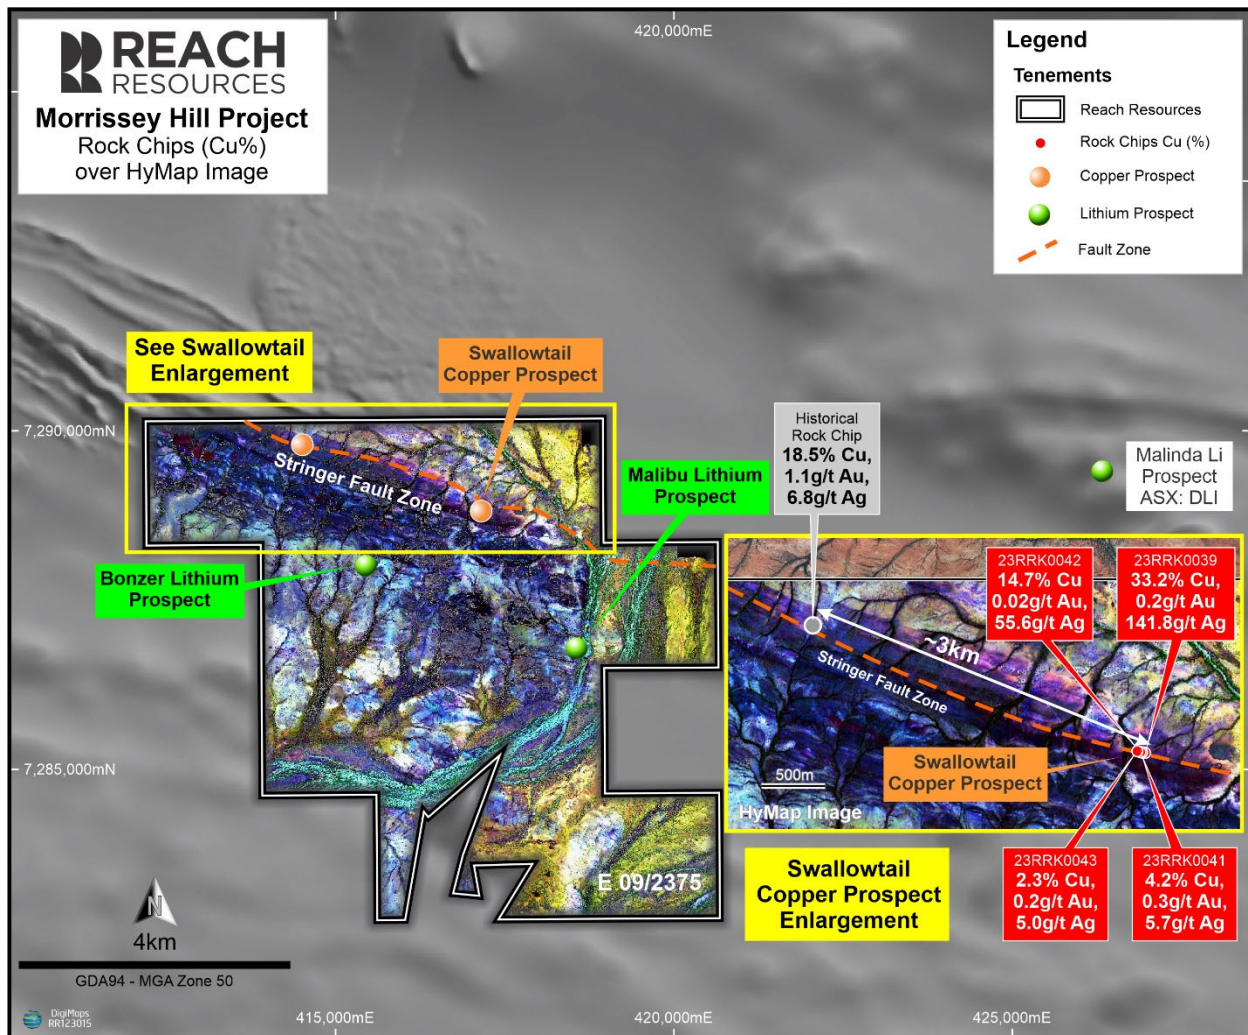 REACH
RESOURCES
Morrissey Hill Project
Rock Chips (Cu%)
over HyMap Image
420,000mE
Legend
Tenements
Reach Resources
Rock Chips Cu (%)
Copper Prospect
Lithium Prospect
Fault Zone
See Swallowtail
Enlargement
Swallowtail
Copper Prospect
7,290,000mN
Stringer Fault Zone
Malibu Lithium
Prospect
Historical
Rock Chip
18.5% Cu,
1.1g/t Au,
6.8g/t Ag
Malinda Li
Prospect
ASX: DLI
Bonzer Lithium
Prospect
23RRK0042
14.7% Cu
0.02g/t Au,
55.6g/t Ag
23RRK0039
33.2% Cu,
0.2g/t Au
141.8g/t Ag
~3km
Stringer Fault Zone
Swallowtail
Copper Prospect
500m
HyMap Image
7,285,000mN
Swallowtail
Copper Prospect
Enlargement
23RRK0043
2.3% Cu,
0.2g/t Au,
5.0g/t Ag
23RRK0041
4.2% Cu,
0.3g/t Au,
5.7g/t Ag
E 09/2375
N
4km
GDA94 - MGA Zone 50
DigiMaps
RR123015
415,000mE
420,000mE
425,000mE